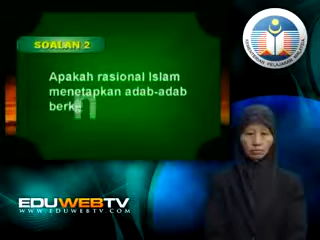 SOALAN 2
Apakah rasional Islam
menetapkan adab-adab
EDUWEBTV
WWW.EDUWEBTV.COM